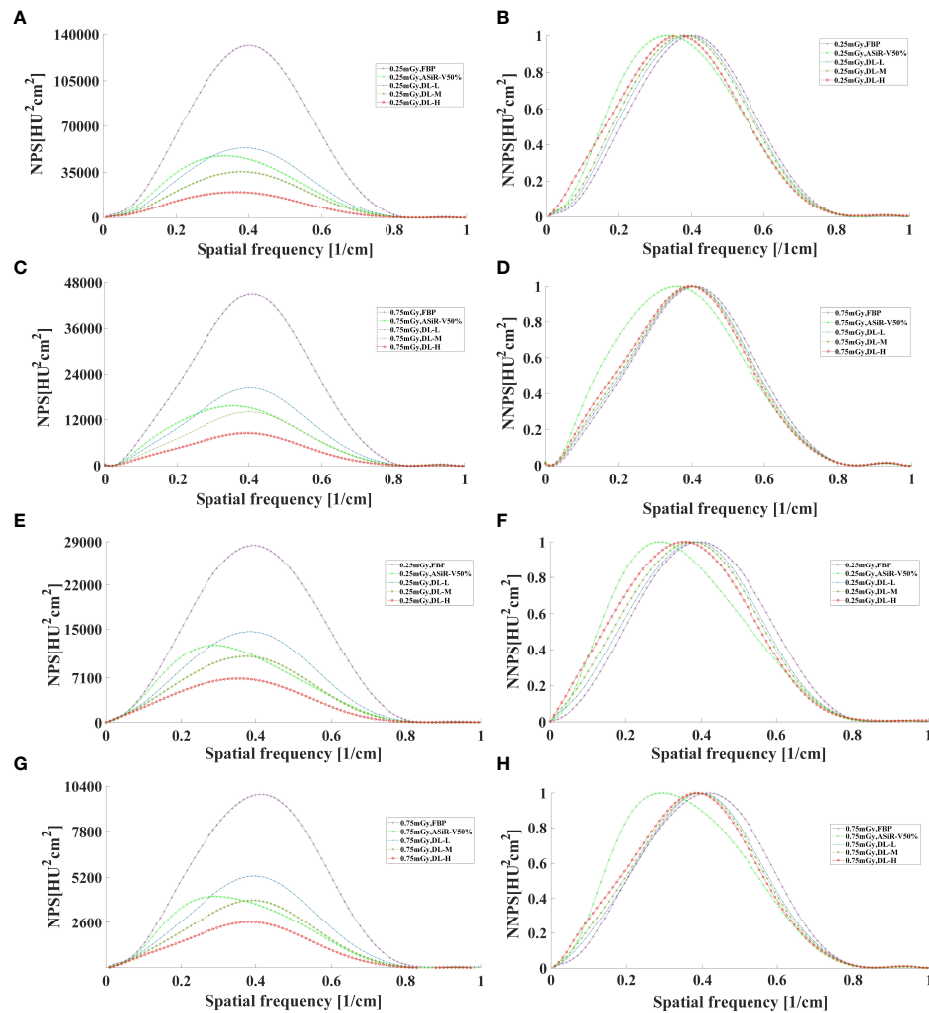 A
NPS[HU²cm²]
140000
105000
70000
35000
0
0 0.2 0.4 0.6 0.8 1
Spatial frequency [1/cm]
0.25mGy,FBP
0.25mGy,ASiR-V50%
0.25mGy,DL-L
0.25mGy,DL-M
0.25mGy,DL-H
B
NNPS[HU²cm²]
1
0.8
0.6
0.4
0.2
0
0 0.2 0.4 0.6 0.8 1
Spatial frequency [/1cm]
0.25mGy,FBP
0.25mGy,ASiR-V50%
0.25mGy,DL-L
0.25mGy,DL-M
0.25mGy,DL-H
C
NPS[HU²cm²]
48000
36000
24000
12000
0
0 0.2 0.4 0.6 0.8 1
Spatial frequency [1/cm]
0.75mGy,FBP
0.75mGy,ASiR-V50%
0.75mGy,DL-L
0.75mGy,DL-M
0.75mGy,DL-H
D
NNPS[HU²cm²]
1
0.8
0.6
0.4
0.2
0
0 0.2 0.4 0.6 0.8 1
Spatial frequency [1/cm]
0.75mGy,FBP
0.75mGy,ASiR-V50%
0.75mGy,DL-L
0.75mGy,DL-M
0.75mGy,DL-H
E
NPS[HU²cm²]
29000
22000
15000
7100
0
0 0.2 0.4 0.6 0.8 1
Spatial frequency [1/cm]
0.25mGy,FBP
0.25mGy,ASiR-V50%
0.25mGy,DL-L
0.25mGy,DL-M
0.25mGy,DL-H
F
NNPS[HU²cm²]
1
0.8
0.6
0.4
0.2
0
0 0.2 0.4 0.6 0.8 1
Spatial frequency [1/cm]
0.25mGy,FBP
0.25mGy,ASiR-V50%
0.25mGy,DL-L
0.25mGy,DL-M
0.25mGy,DL-H
G
NPS[HU²cm²]
10400
7800
5200
2600
0 0.2 0.4 0.6 0.8 1
Spatial frequency [1/cm]
0.75mGy,FBP
0.75mGy,ASiR-V50%
0.75mGy,DL-L
0.75mGy,DL-M
0.75mGy,DL-H
H
NNPS[HU²cm²]
1
0.8
0.6
0.4
0.2
0
0 0.2 0.4 0.6 0.8 1
Spatial frequency [1/cm]
0.75mGy,FBP
0.75mGy,ASiR-V50%
0.75mGy,DL-L
0.75mGy,DL-M
0.75mGy,DL-H